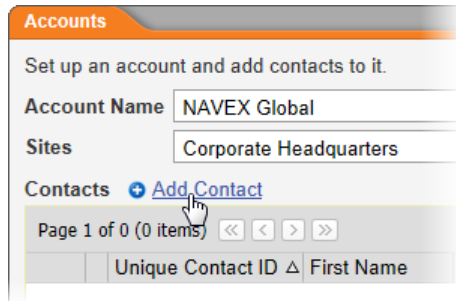 Accounts
Set up an account and add contacts to it.
Account Name NAVEX Global
Sites Corporate Headquarters
Contacts Add Contact
Page 1 of 0 (0 items)
Unique Contact ID First Name